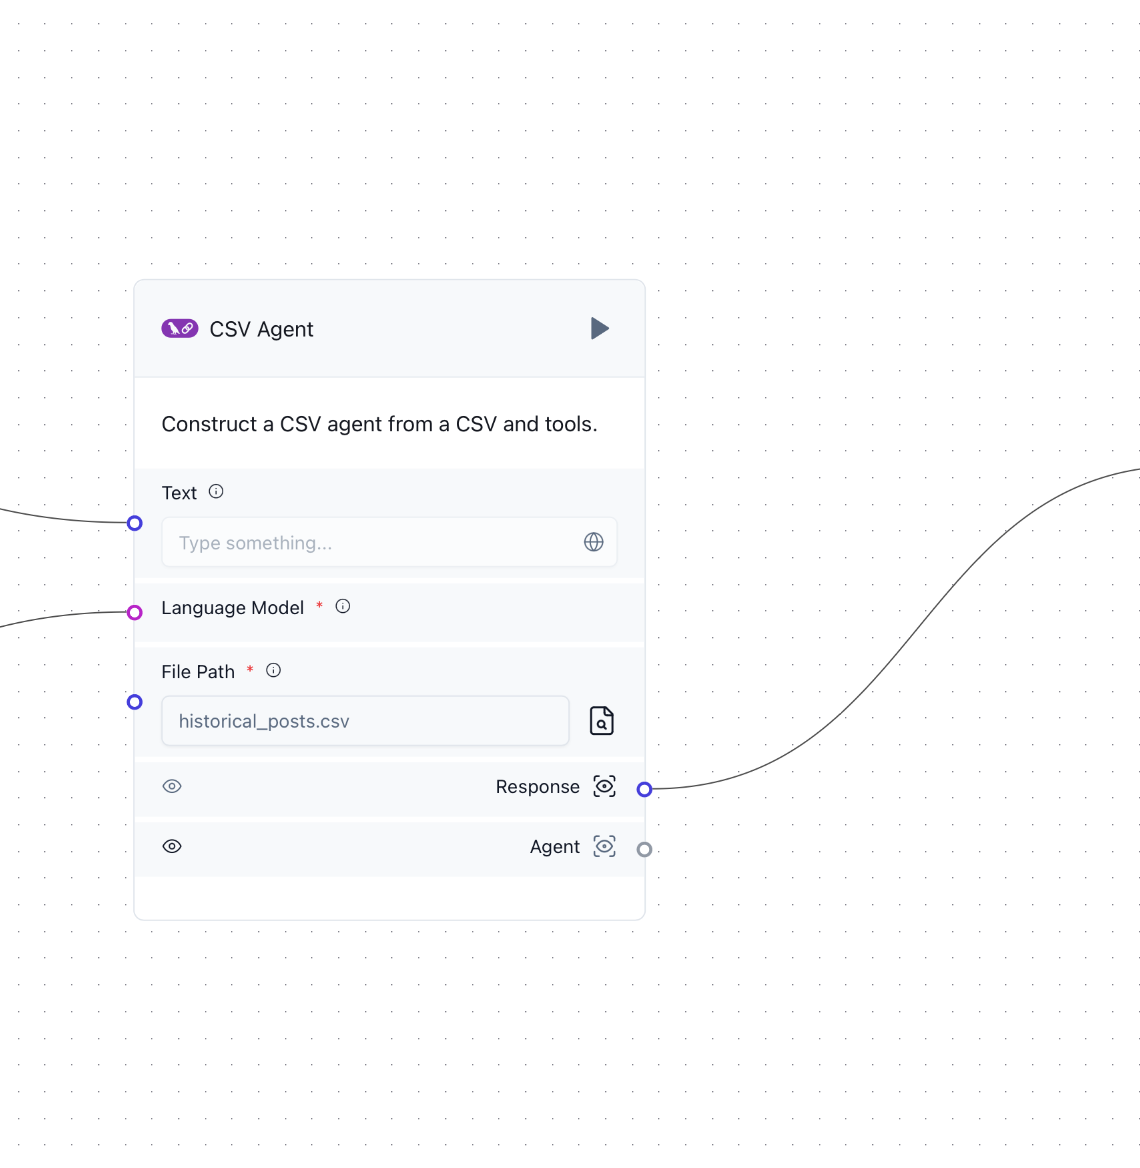 CSV Agent
Construct a CSV agent from a CSV and tools.
Text
Type something...
Language Model *
File Path *
historical_posts.csv
Response
Agent